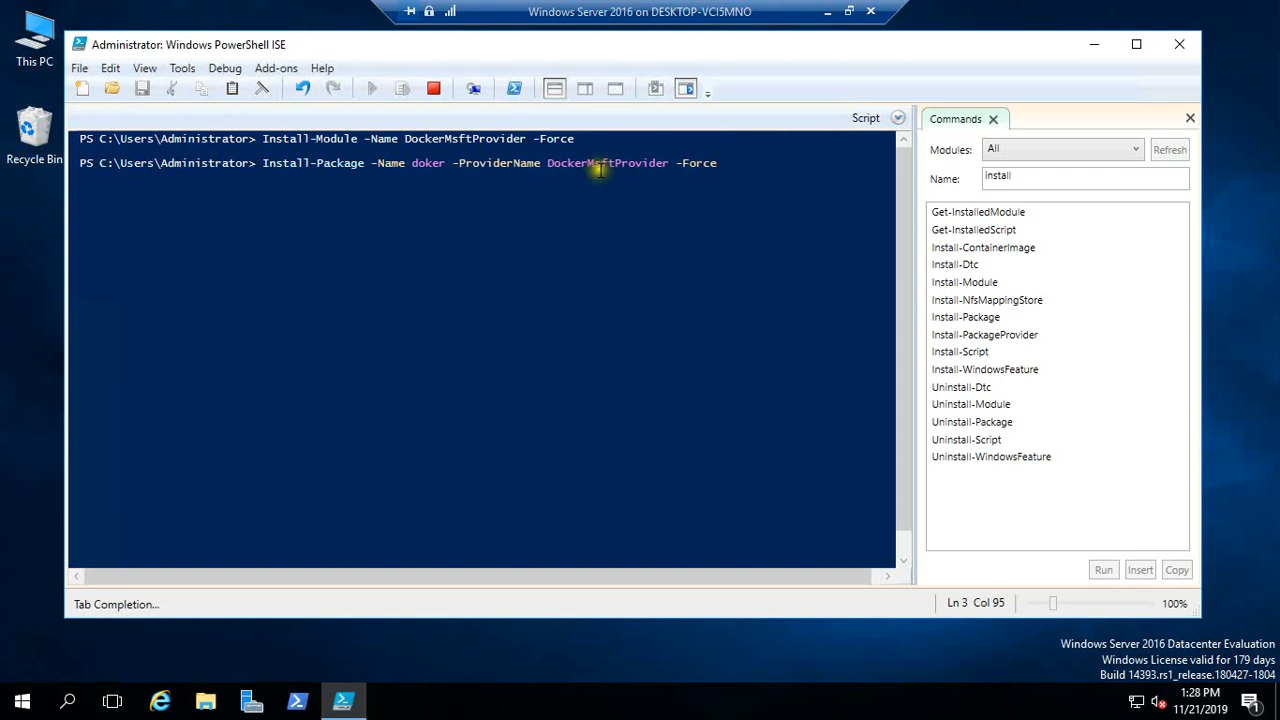 Windows Server 2016 on DESKTOP-VCI5MNO
This PC
Recycle Bin
Administrator: Windows PowerShell ISE
File Edit View Tools Debug Add-ons Help
Script
PS C:\Users\Administrator> Install-Module -Name DockerMsftProvider -Force
PS C:\Users\Administrator> Install-Package -Name doker -ProviderName DockerMsftProvider -Force
Commands
Modules: All Refresh
Name: install
Get-InstalledModule
Get-InstalledScript
Install-ContainerImage
Install-Dtc
Install-Module
Install-NfsMappingStore
Install-Package
Install-PackageProvider
Install-Script
Install-WindowsFeature
Uninstall-Dtc
Uninstall-Module
Uninstall-Package
Uninstall-Script
Uninstall-WindowsFeature
Run Insert Copy
Tab Completion... Ln 3 Col 95 100%
Windows Server 2016 Datacenter Evaluation
Windows License valid for 179 days
Build 14393.rs1_release.180427-1804
1:28 PM
11/21/2019
1